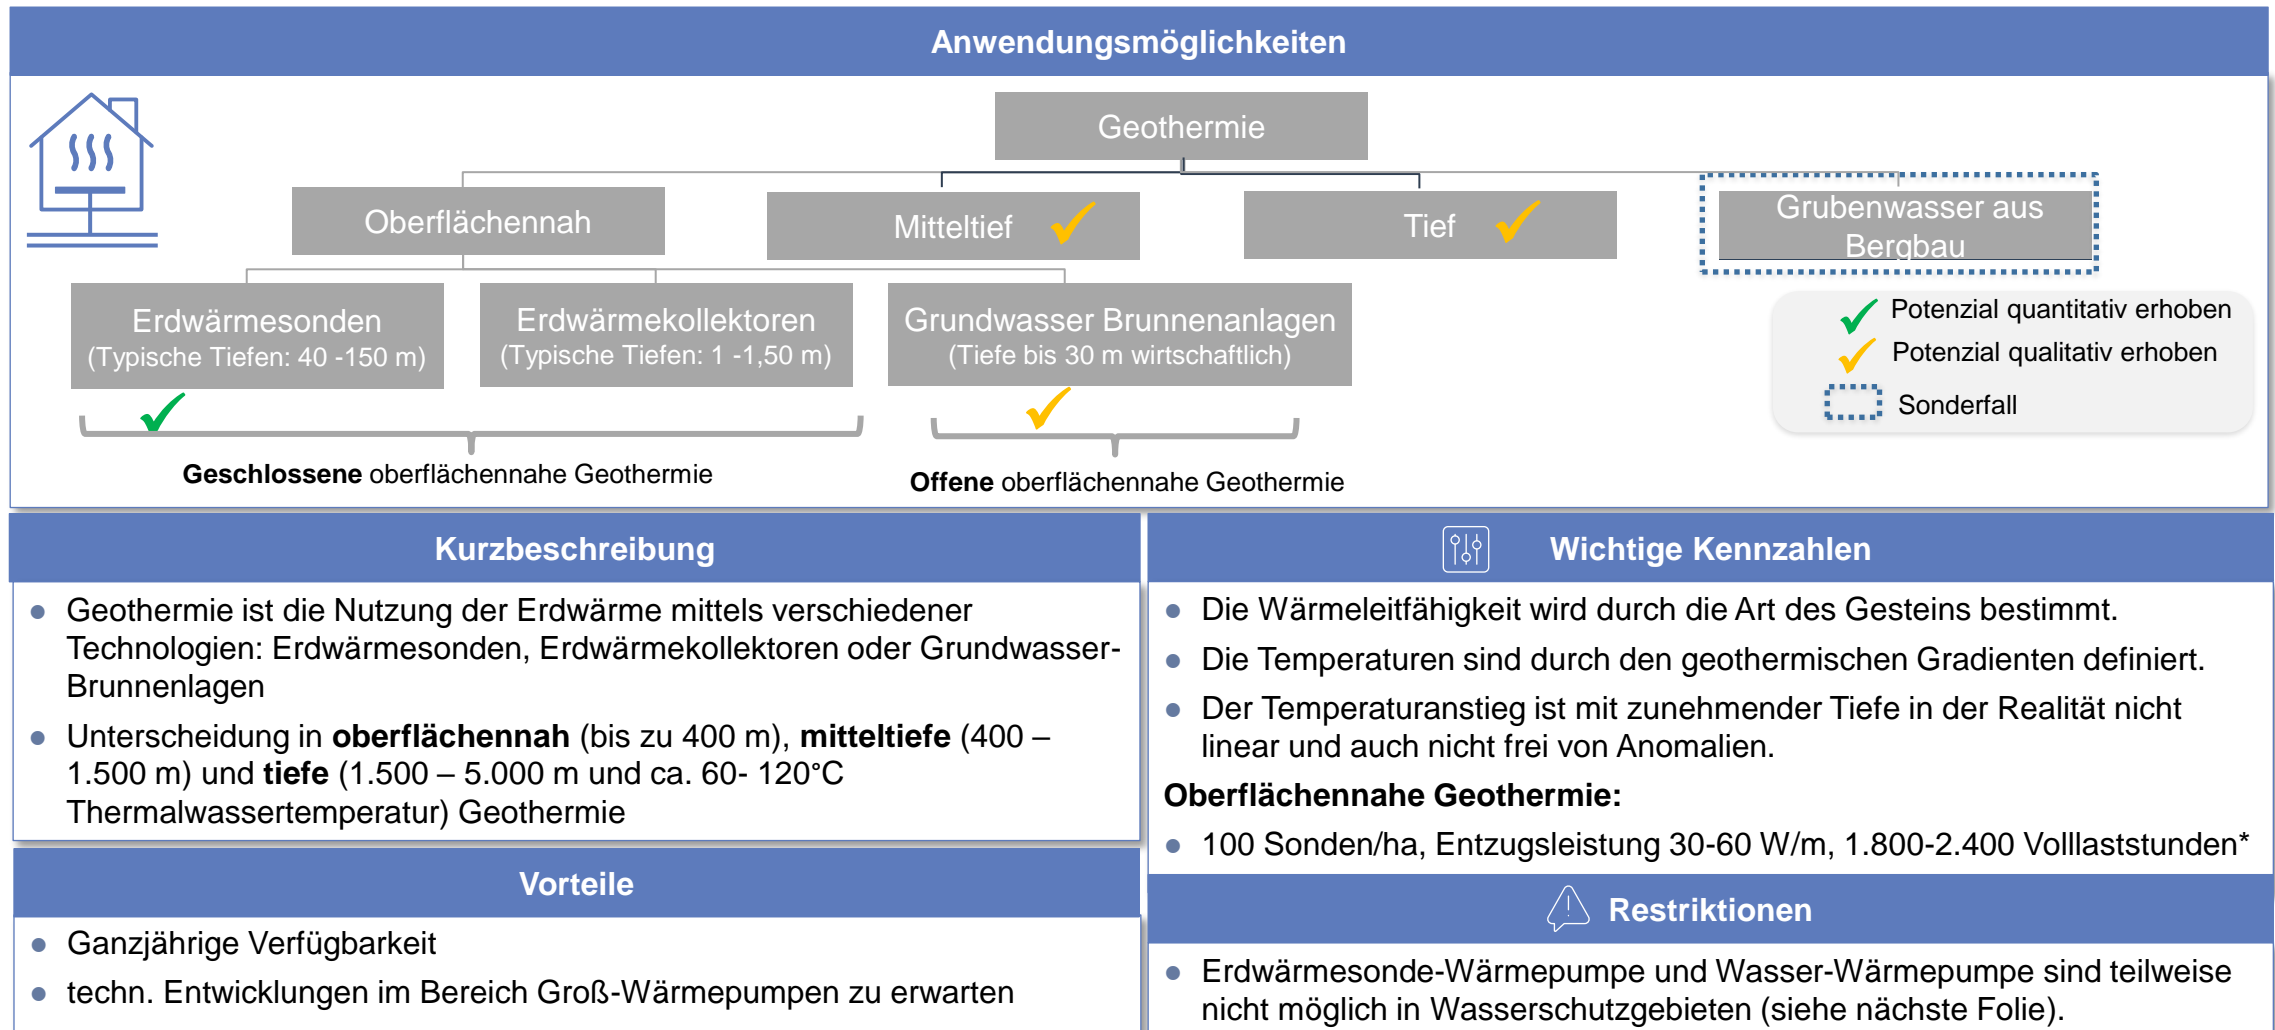 Anwendungsmöglichkeiten
Geothermie
Oberflächennah
Mitteltief
Tief
Grubenwasser aus
Bergbau
Erdwärmesonden
(Typische Tiefen: 40 -150 m)
Erdwärmekollektoren
(Typische Tiefen: 1 -1,50 m)
Grundwasser Brunnenanlagen
(Tiefe bis 30 m wirtschaftlich)
Potenzial quantitativ erhoben
Potenzial qualitativ erhoben
Sonderfall
Geschlossene oberflächennahe Geothermie
Offene oberflächennahe Geothermie
Kurzbeschreibung
Geothermie ist die Nutzung der Erdwärme mittels verschiedener
Technologien: Erdwärmesonden, Erdwärmekollektoren oder Grundwasser-
Brunnenlagen
Unterscheidung in oberflächennah (bis zu 400 m), mitteltiefe (400 –
1.500 m) und tiefe (1.500 – 5.000 m und ca. 60- 120°C
Thermalwassertemperatur) Geothermie
Vorteile
Ganzjährige Verfügbarkeit
techn. Entwicklungen im Bereich Groß-Wärmepumpen zu erwarten
Wichtige Kennzahlen
Die Wärmeleitfähigkeit wird durch die Art des Gesteins bestimmt.
Die Temperaturen sind durch den geothermischen Gradienten definiert.
Der Temperaturanstieg ist mit zunehmender Tiefe in der Realität nicht
linear und auch nicht frei von Anomalien.
Oberflächennahe Geothermie:
100 Sonden/ha, Entzugsleistung 30-60 W/m, 1.800-2.400 Volllaststunden*
Restriktionen
Erdwärmesonde-Wärmepumpe und Wasser-Wärmepumpe sind teilweise
nicht möglich in Wasserschutzgebieten (siehe nächste Folie).